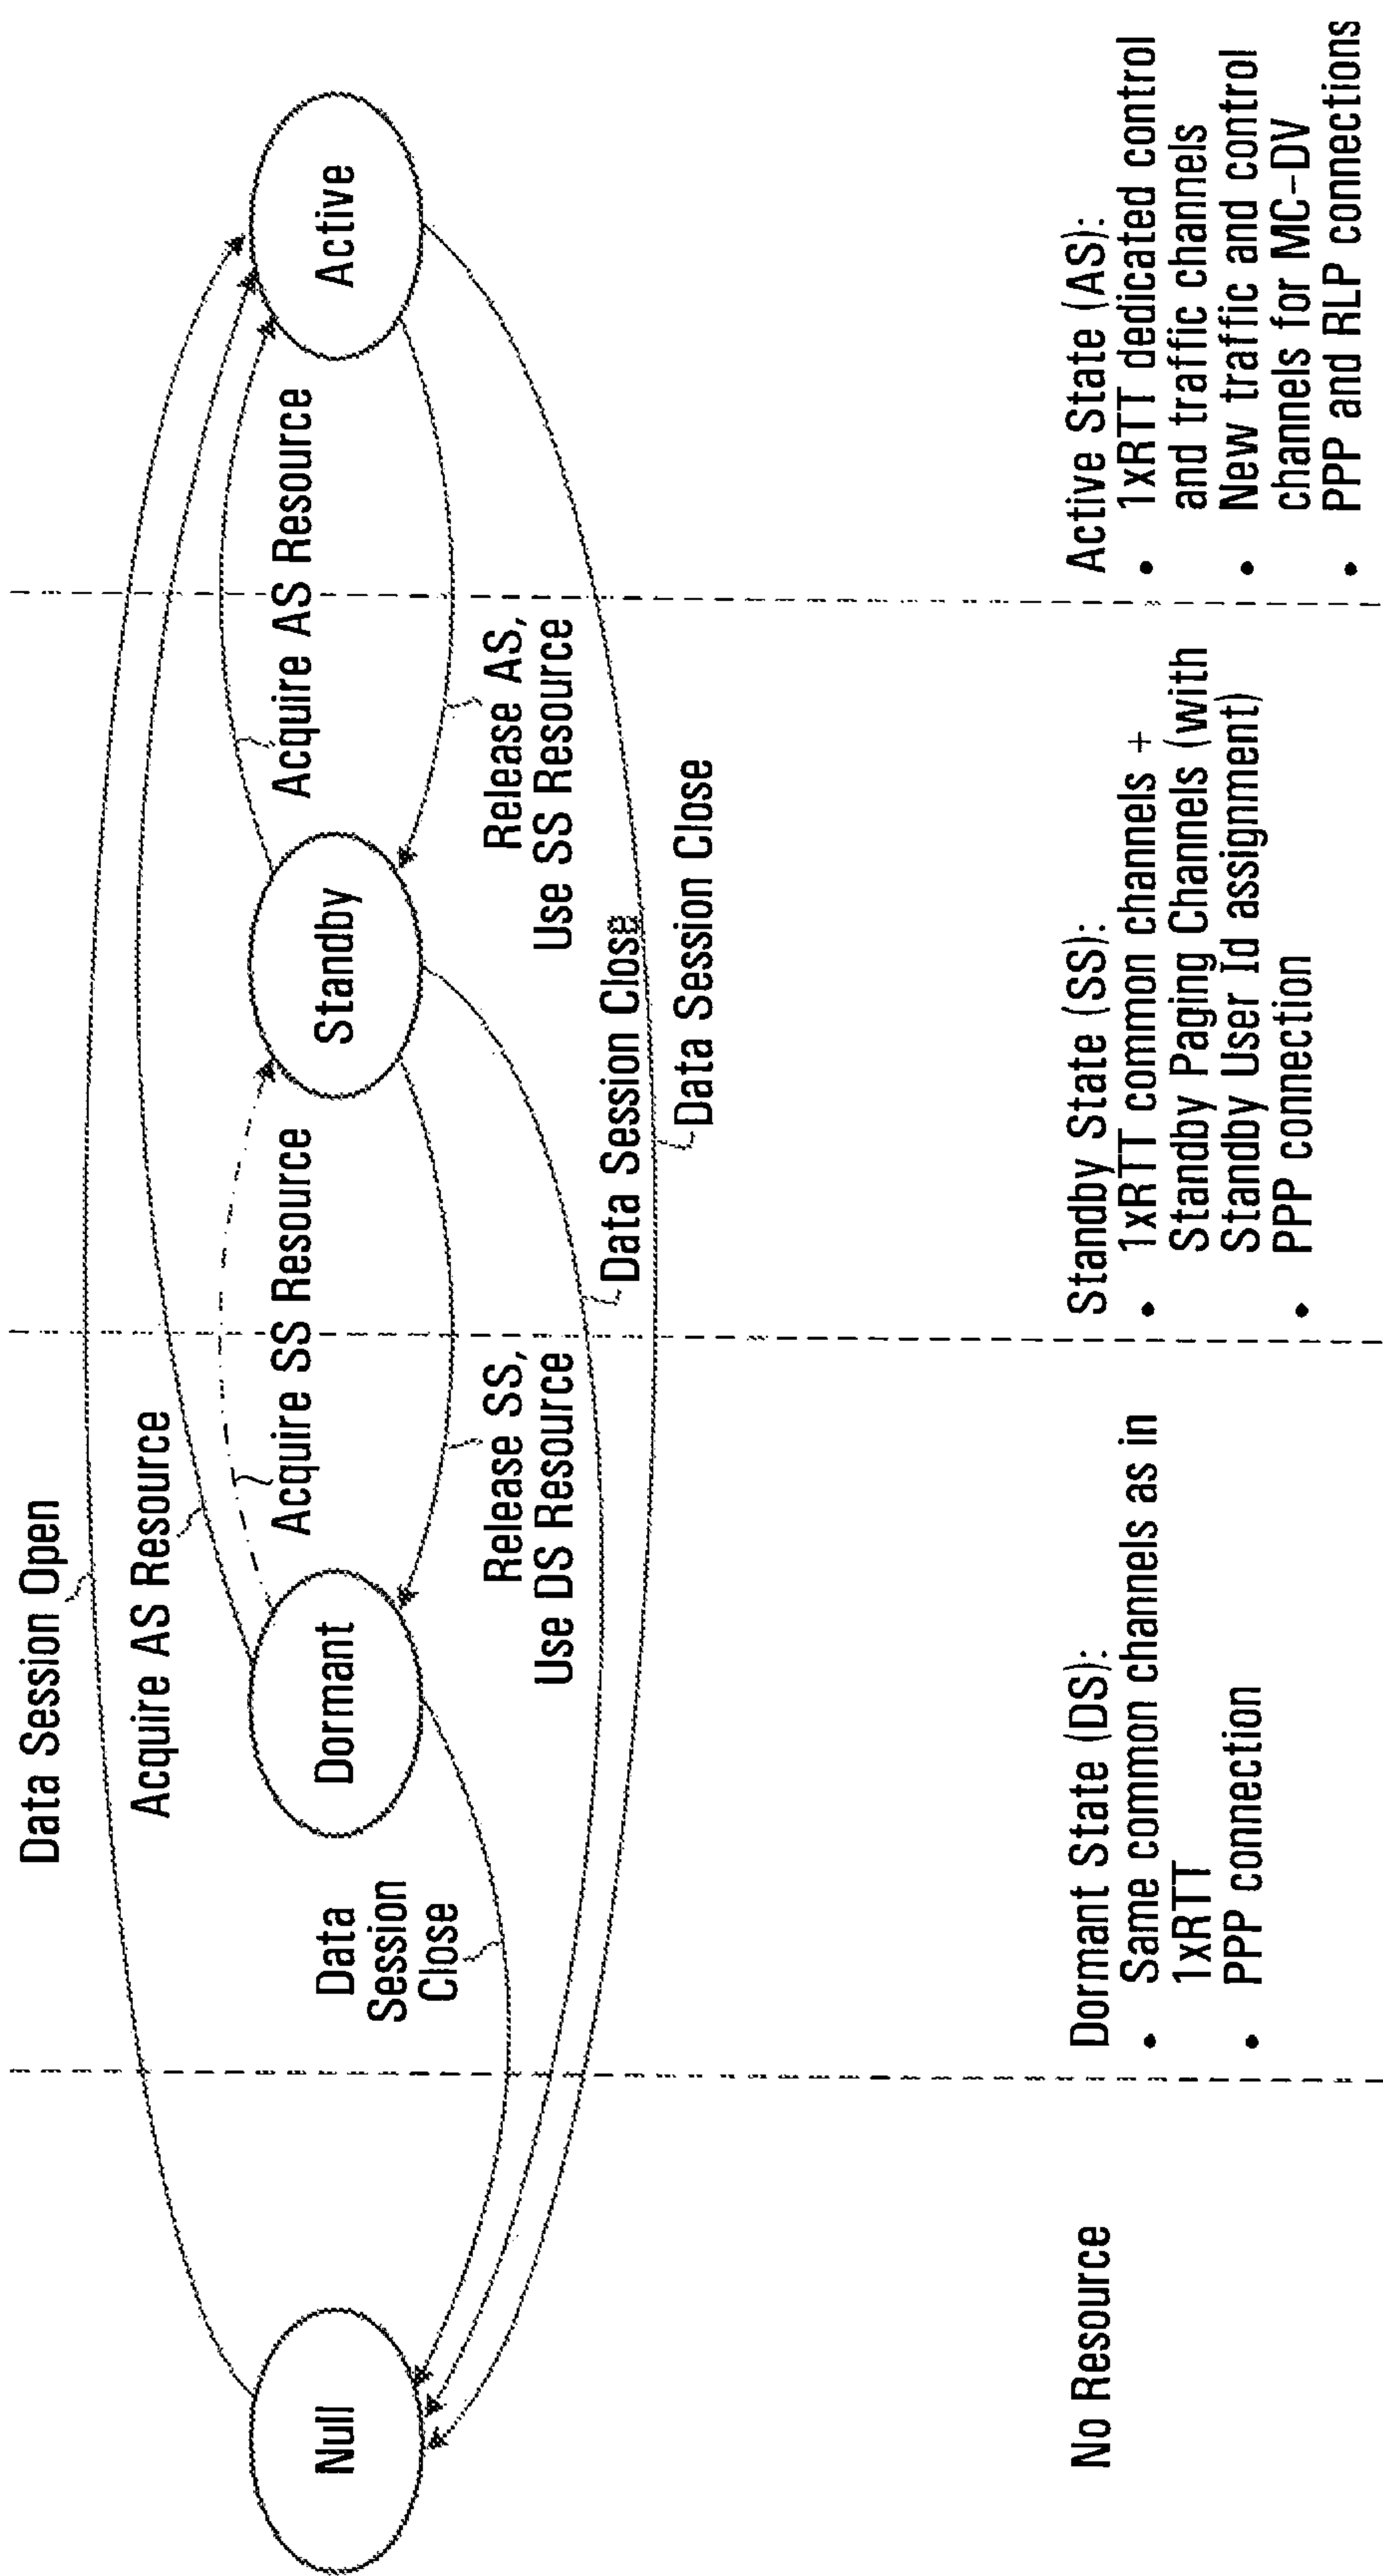 Data Session Open
Acquire AS Resource
Null
Data
Session
Close
Dormant
Acquire SS Resource
Release SS,
Use DS Resource
Standby
Acquire AS Resource
Release AS,
Use SS Resource
Active
Data Session Close
Data Session Close
No Resource
Dormant State (DS):
• Same common channels as in
1xRTT
• PPP connection
Standby State (SS):
• 1xRTT common channels +
Standby Paging Channels (with
Standby User Id assignment)
• PPP connection
Active State (AS):
• 1xRTT dedicated control
and traffic channels
• New traffic and control
channels for MC-DV
• PPP and RLP connections